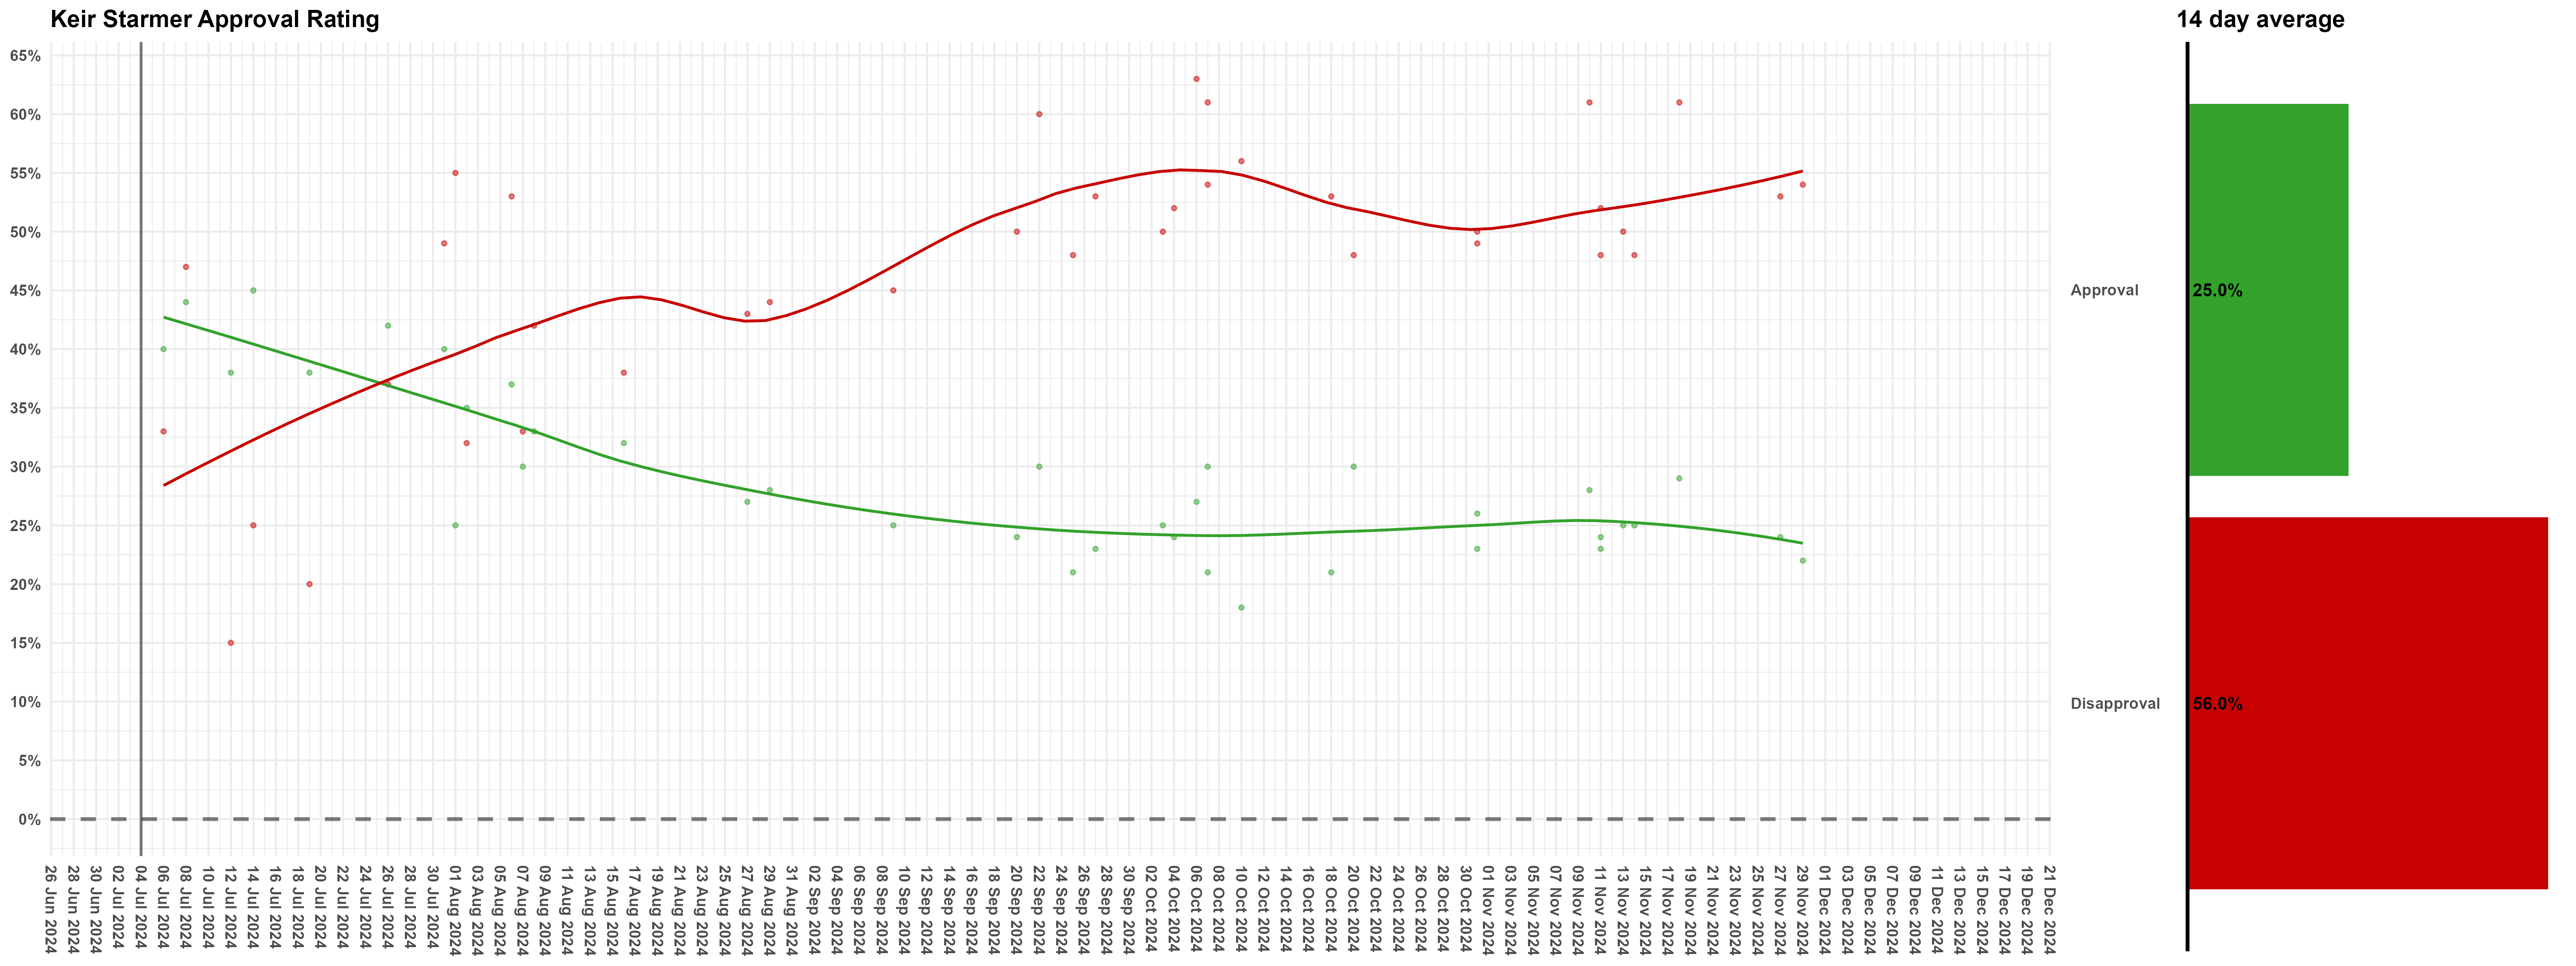 Keir Starmer Approval Rating
65%
60%
55%
50%
45%
40%
35%
30%
25%
20%
15%
10%
5%
0%
26 Jun 2024
28 Jun 2024
30 Jun 2024
02 Jul 2024
04 Jul 2024
06 Jul 2024
08 Jul 2024
10 Jul 2024
12 Jul 2024
14 Jul 2024
16 Jul 2024
18 Jul 2024
20 Jul 2024
22 Jul 2024
24 Jul 2024
26 Jul 2024
28 Jul 2024
30 Jul 2024
01 Aug 2024
03 Aug 2024
05 Aug 2024
07 Aug 2024
09 Aug 2024
11 Aug 2024
13 Aug 2024
15 Aug 2024
17 Aug 2024
19 Aug 2024
21 Aug 2024
23 Aug 2024
25 Aug 2024
27 Aug 2024
29 Aug 2024
31 Aug 2024
02 Sep 2024
04 Sep 2024
06 Sep 2024
08 Sep 2024
10 Sep 2024
12 Sep 2024
14 Sep 2024
16 Sep 2024
18 Sep 2024
20 Sep 2024
22 Sep 2024
24 Sep 2024
26 Sep 2024
28 Sep 2024
30 Sep 2024
02 Oct 2024
04 Oct 2024
06 Oct 2024
08 Oct 2024
10 Oct 2024
12 Oct 2024
14 Oct 2024
16 Oct 2024
18 Oct 2024
20 Oct 2024
22 Oct 2024
24 Oct 2024
26 Oct 2024
28 Oct 2024
30 Oct 2024
01 Nov 2024
03 Nov 2024
05 Nov 2024
07 Nov 2024
09 Nov 2024
11 Nov 2024
13 Nov 2024
15 Nov 2024
17 Nov 2024
19 Nov 2024
21 Nov 2024
23 Nov 2024
25 Nov 2024
27 Nov 2024
29 Nov 2024
01 Dec 2024
03 Dec 2024
05 Dec 2024
07 Dec 2024
09 Dec 2024
11 Dec 2024
13 Dec 2024
15 Dec 2024
17 Dec 2024
19 Dec 2024
21 Dec 2024
14 day average
Approval
25.0%
Disapproval
56.0%